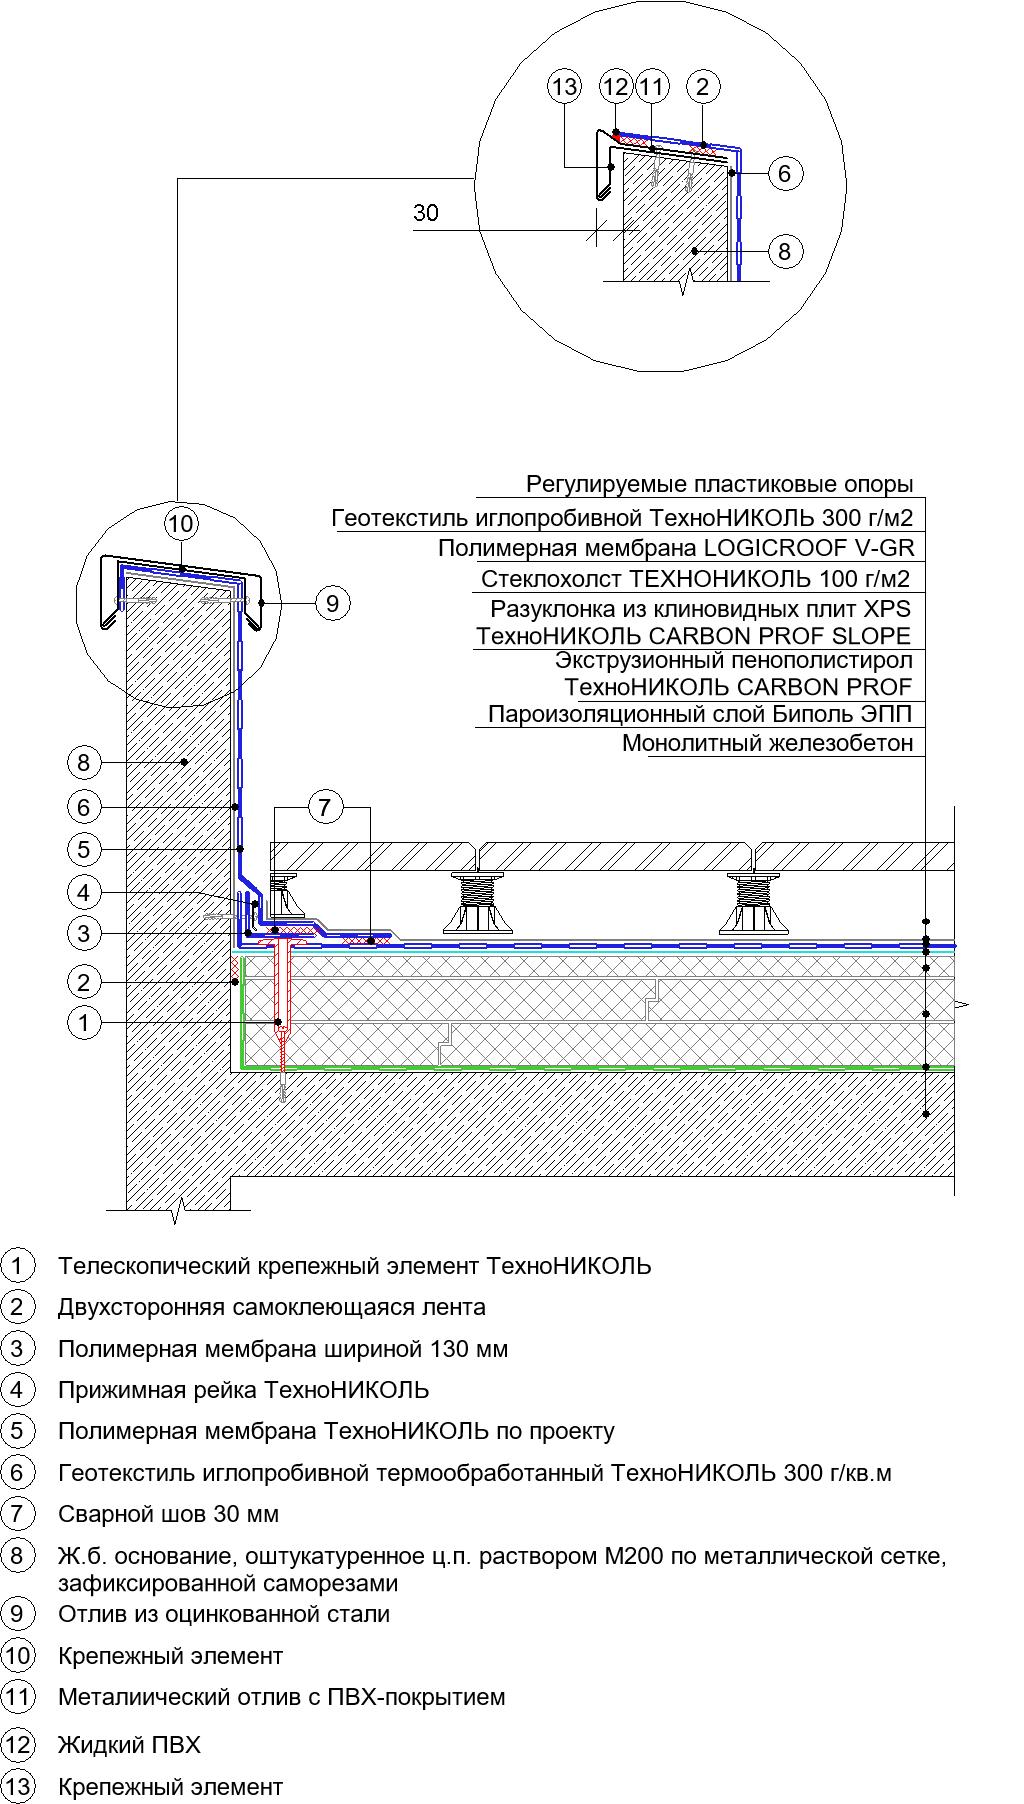 13 12 11 2
6
30
8
Регулируемые пластиковые опоры
Геотекстиль иглопробивной ТехноНИКОЛЬ 300 г/м2
10
Полимерная мембрана LOGICROOF V-GR
Стеклохолст ТЕХНОНИКОЛЬ 100 г/м2
9
Разуклонка из клиновидных плит XPS
ТехноНИКОЛЬ CARBON PROF SLOPE
Экструзионный пенополистирол
ТехноНИКОЛЬ CARBON PROF
Пароизоляционный слой Биполь ЭПП
Монолитный железобетон
8
6
7
5
4
3
2
1
1 Телескопический крепежный элемент ТехноНИКОЛЬ
2 Двухсторонняя самоклеющаяся лента
3 Полимерная мембрана шириной 130 мм
4 Прижимная рейка ТехноНИКОЛЬ
5 Полимерная мембрана ТехноНИКОЛЬ по проекту
6 Геотекстиль иглопробивной термообработанный ТехноНИКОЛЬ 300 г/кв.м
7 Сварной шов 30 мм
8 Ж.б. основание, оштукатуренное ц.п. раствором М200 по металлической сетке,
зафиксированной саморезами
9 Отлив из оцинкованной стали
10 Крепежный элемент
11 Металиический отлив с ПВХ-покрытием
12 Жидкий ПВХ
13 Крепежный элемент